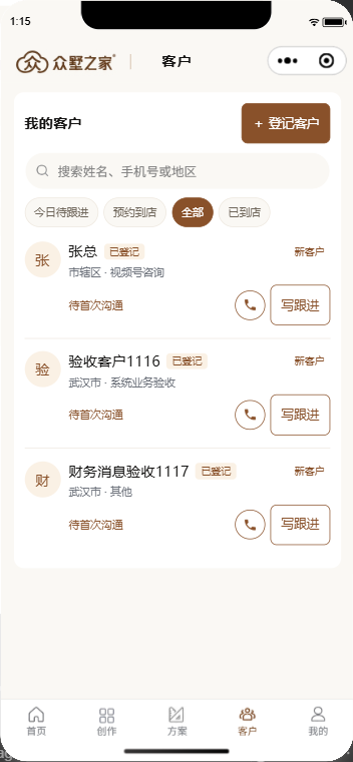 1:15
众墅之家
客户
我的客户
+ 登记客户
搜索姓名、手机号或地区
今日待跟进 预约到店 全部 已到店
张 张总 已登记 新客户
市辖区 · 视频号咨询
待首次沟通 写跟进
验 验收客户1116 已登记 新客户
武汉市 · 系统业务验收
待首次沟通 写跟进
财 财务消息验收1117 已登记 新客户
武汉市 · 其他
待首次沟通 写跟进
首页 创作 方案 客户 我的